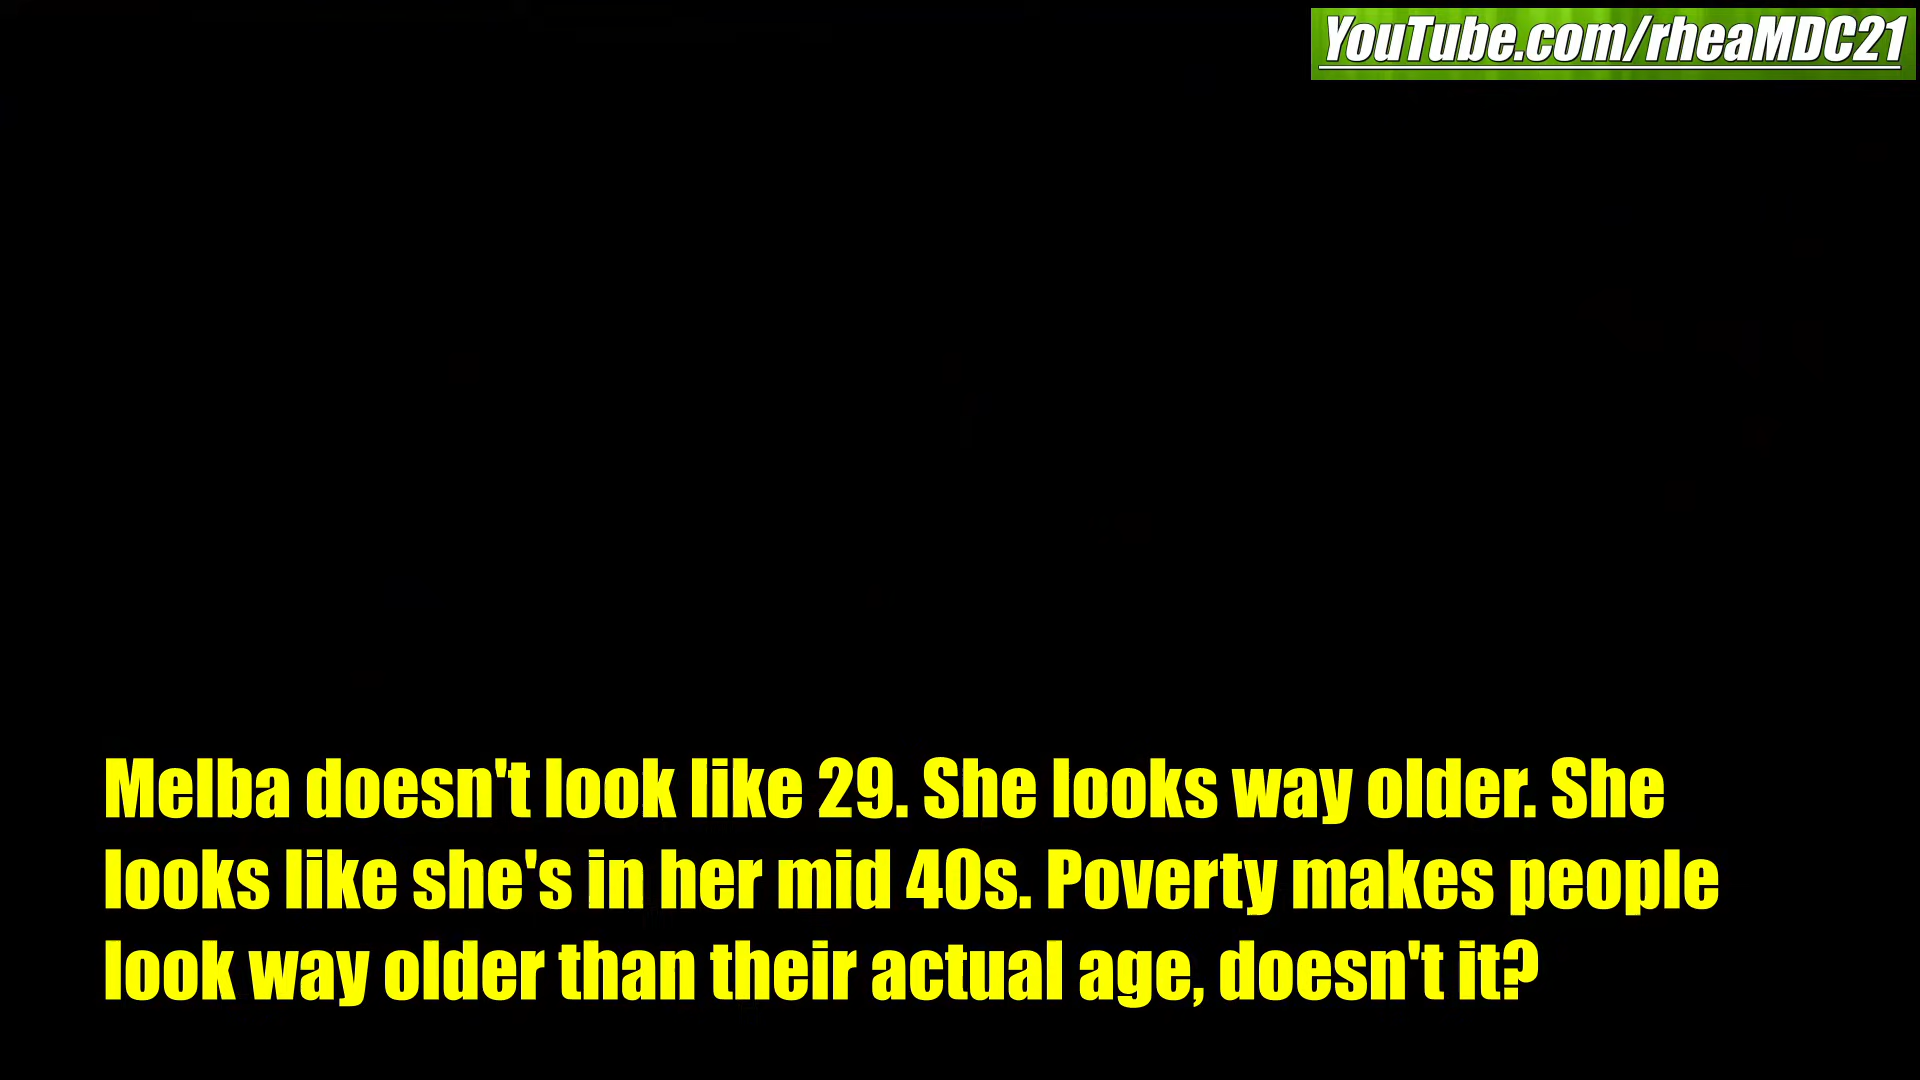 YouTube.com/rheaMDC21
Melba doesn't look like 29. She looks way older. She
looks like she's in her mid 40s. Poverty makes people
look way older than their actual age, doesn't it?